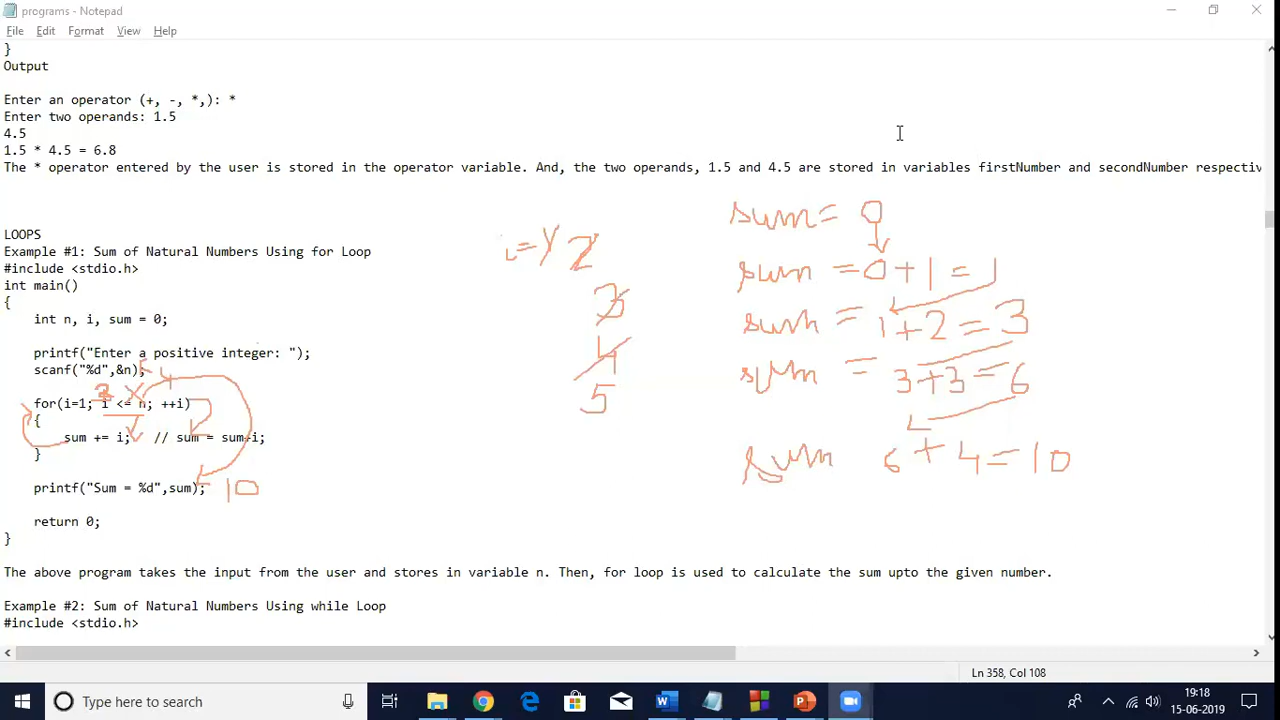 programs - Notepad
File Edit Format View Help
}
Output
Enter an operator (+, -, *,): *
Enter two operands: 1.5
4.5
1.5 * 4.5 = 6.8
The * operator entered by the user is stored in the operator variable. And, the two operands, 1.5 and 4.5 are stored in variables firstNumber and secondNumber respectiv
LOOPS
Example #1: Sum of Natural Numbers Using for Loop
#include <stdio.h>
int main()
{
int n, i, sum = 0;
printf("Enter a positive integer: ");
scanf("%d",&n); 4
for(i=1; i <= n; ++i)
{
sum += i; // sum = sum+i;
}
printf("Sum = %d",sum); 10
return 0;
}
i=1 2
3
4
5
sum = 0
sum = 0+1 = 1
sum = 1+2 = 3
sum = 3+3 = 6
sum 6 + 4 = 10
The above program takes the input from the user and stores in variable n. Then, for loop is used to calculate the sum upto the given number.
Example #2: Sum of Natural Numbers Using while Loop
#include <stdio.h>
Ln 358, Col 108
Type here to search
19:18
15-06-2019